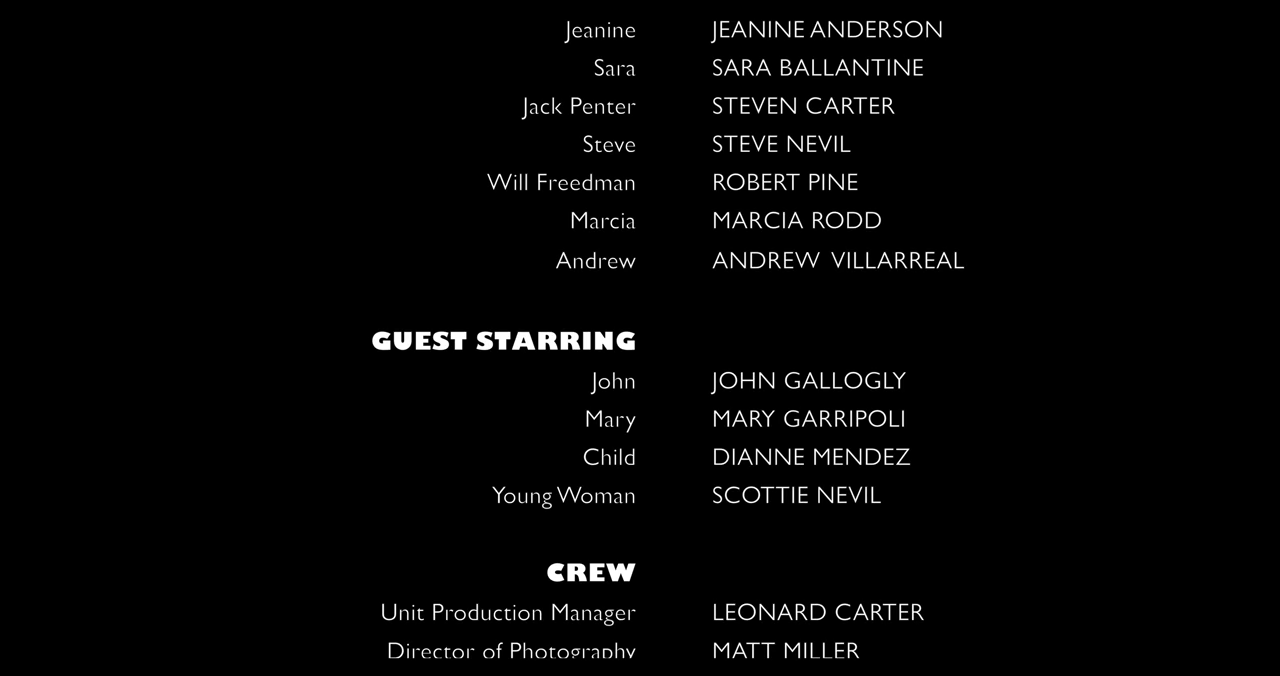 Jeanine JEANINE ANDERSON
Sara SARA BALLANTINE
Jack Penter STEVEN CARTER
Steve STEVE NEVIL
Will Freedman ROBERT PINE
Marcia MARCIA RODD
Andrew ANDREW VILLARREAL
GUEST STARRING
John JOHN GALLOGLY
Mary MARY GARRIPOLI
Child DIANNE MENDEZ
Young Woman SCOTTIE NEVIL
CREW
Unit Production Manager LEONARD CARTER
Director of Photography MATT MILLER